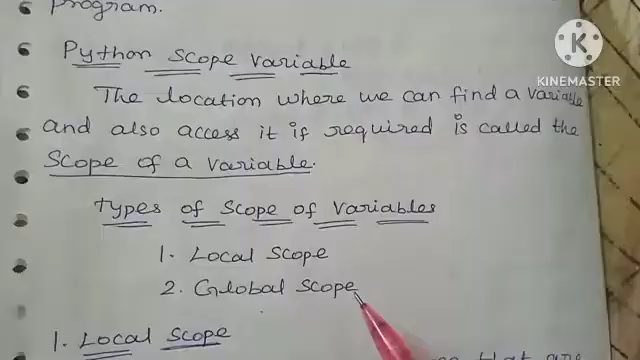 Program.
Python Scope Variable
The location where we can find a variable
and also access it if required is called the
Scope of a variable.
Types of Scope of Variables
1. Local Scope
2. Global Scope
1. Local Scope
that are
KINEMASTER